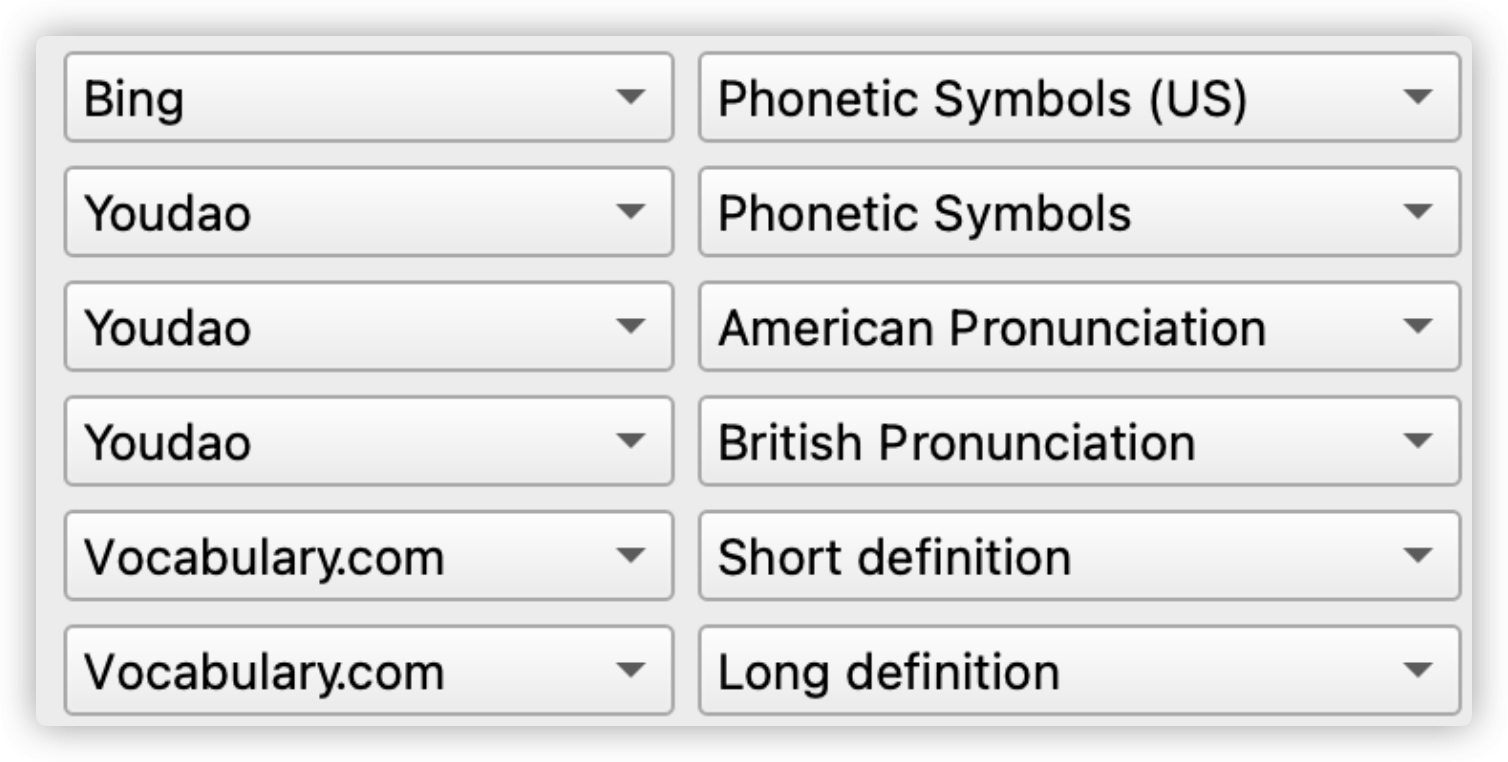 Bing Phonetic Symbols (US)
Youdao Phonetic Symbols
Youdao American Pronunciation
Youdao British Pronunciation
Vocabulary.com Short definition
Vocabulary.com Long definition